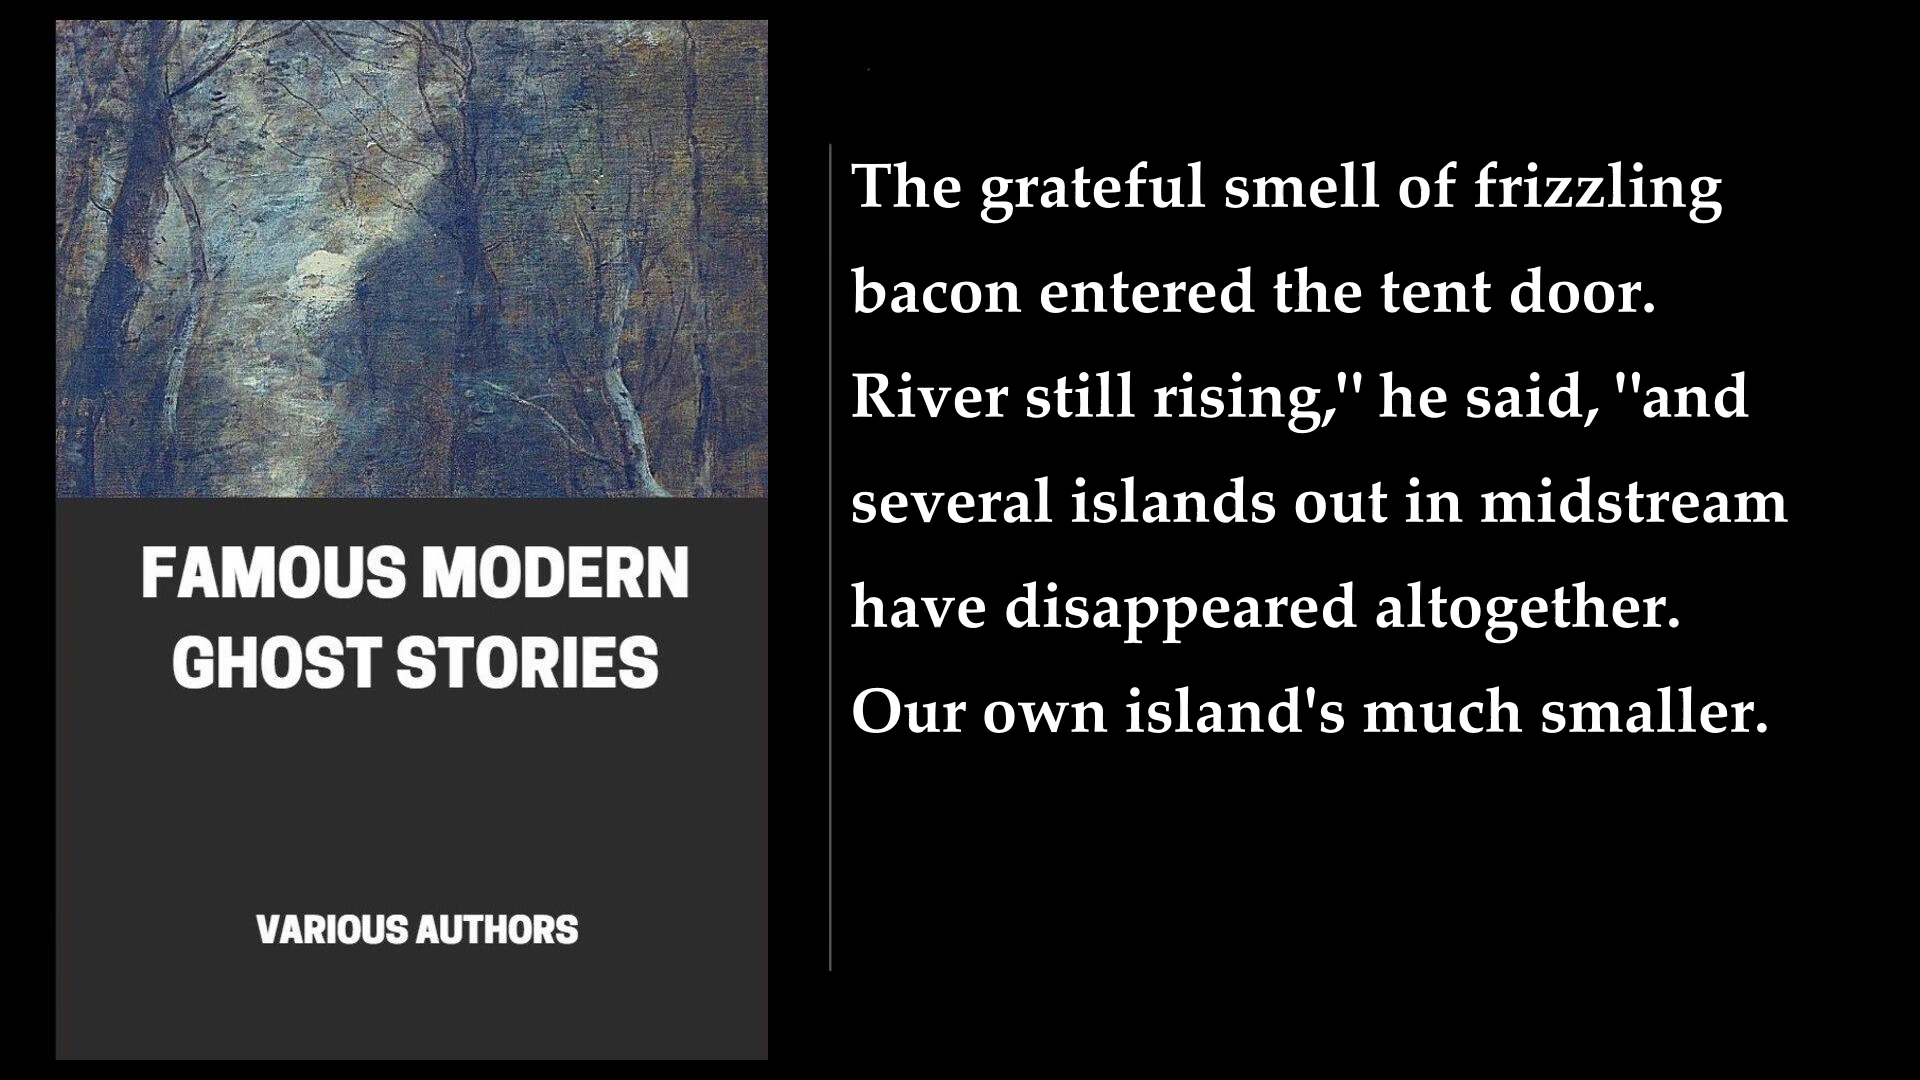 FAMOUS MODERN
GHOST STORIES
VARIOUS AUTHORS
The grateful smell of frizzling
bacon entered the tent door.
River still rising," he said, "and
several islands out in midstream
have disappeared altogether.
Our own island's much smaller.